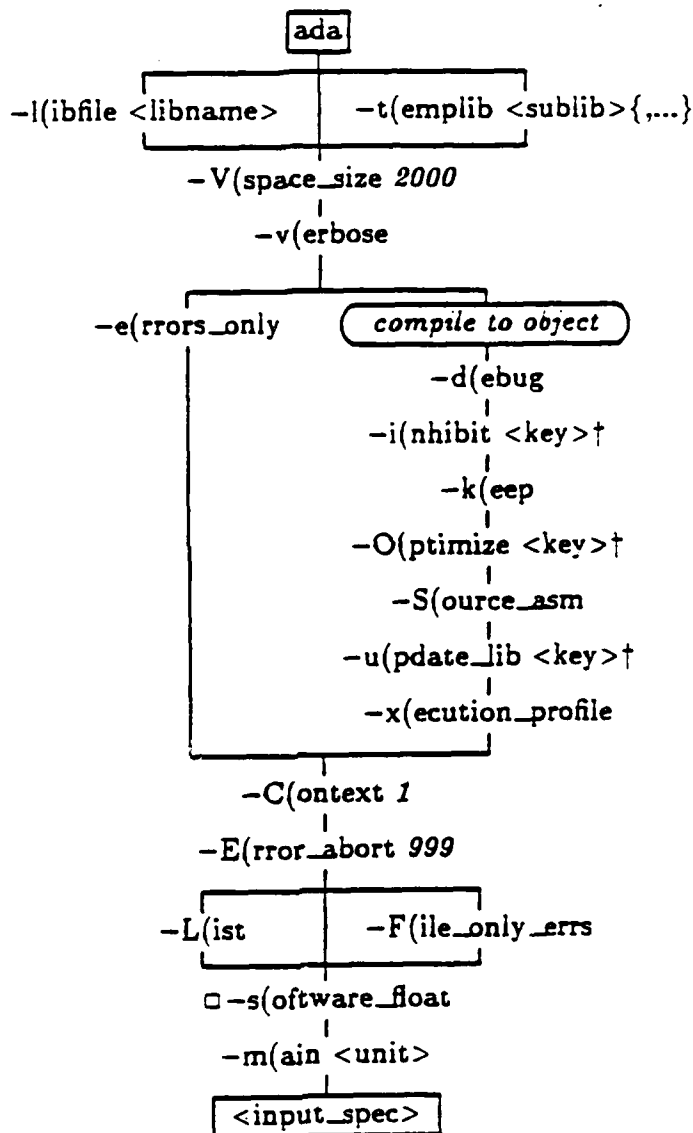 ada
-l(ibfile <libname> -t(emplib <sublib>{,...}
-V(space_size 2000
-v(erbose
-e(rrors_only compile to object
-d(ebug
-i(nhibit <key>†
-k(eep
-O(ptimize <key>†
-S(ource_asm
-u(pdate_lib <key>†
-x(ecution_profile
-C(ontext 1
-E(rror_abort 999
-L(ist -F(ile_only_errs
□ -s(oftware_float
-m(ain <unit>
<input_spec>